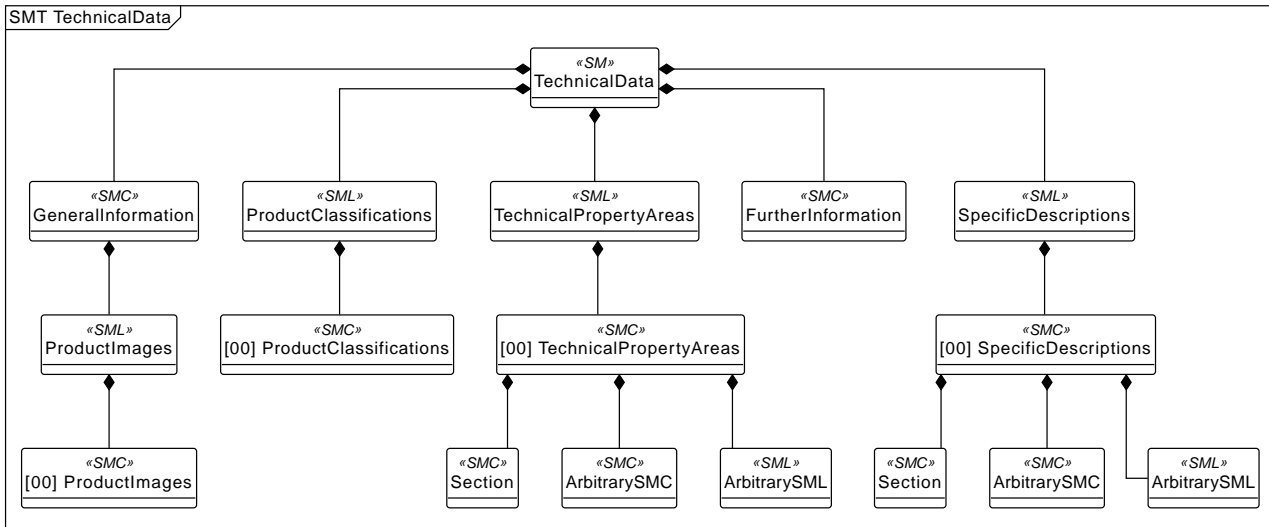 SMT TechnicalData
«SM»
TechnicalData
«SMC»
GeneralInformation
«SML»
ProductClassifications
«SML»
TechnicalPropertyAreas
«SMC»
FurtherInformation
«SML»
SpecificDescriptions
«SML»
ProductImages
«SMC»
[00] ProductClassifications
«SMC»
[00] TechnicalPropertyAreas
«SMC»
[00] SpecificDescriptions
«SMC»
[00] ProductImages
«SMC»
Section
«SMC»
ArbitrarySMC
«SML»
ArbitrarySML
«SMC»
Section
«SMC»
ArbitrarySMC
«SML»
ArbitrarySML